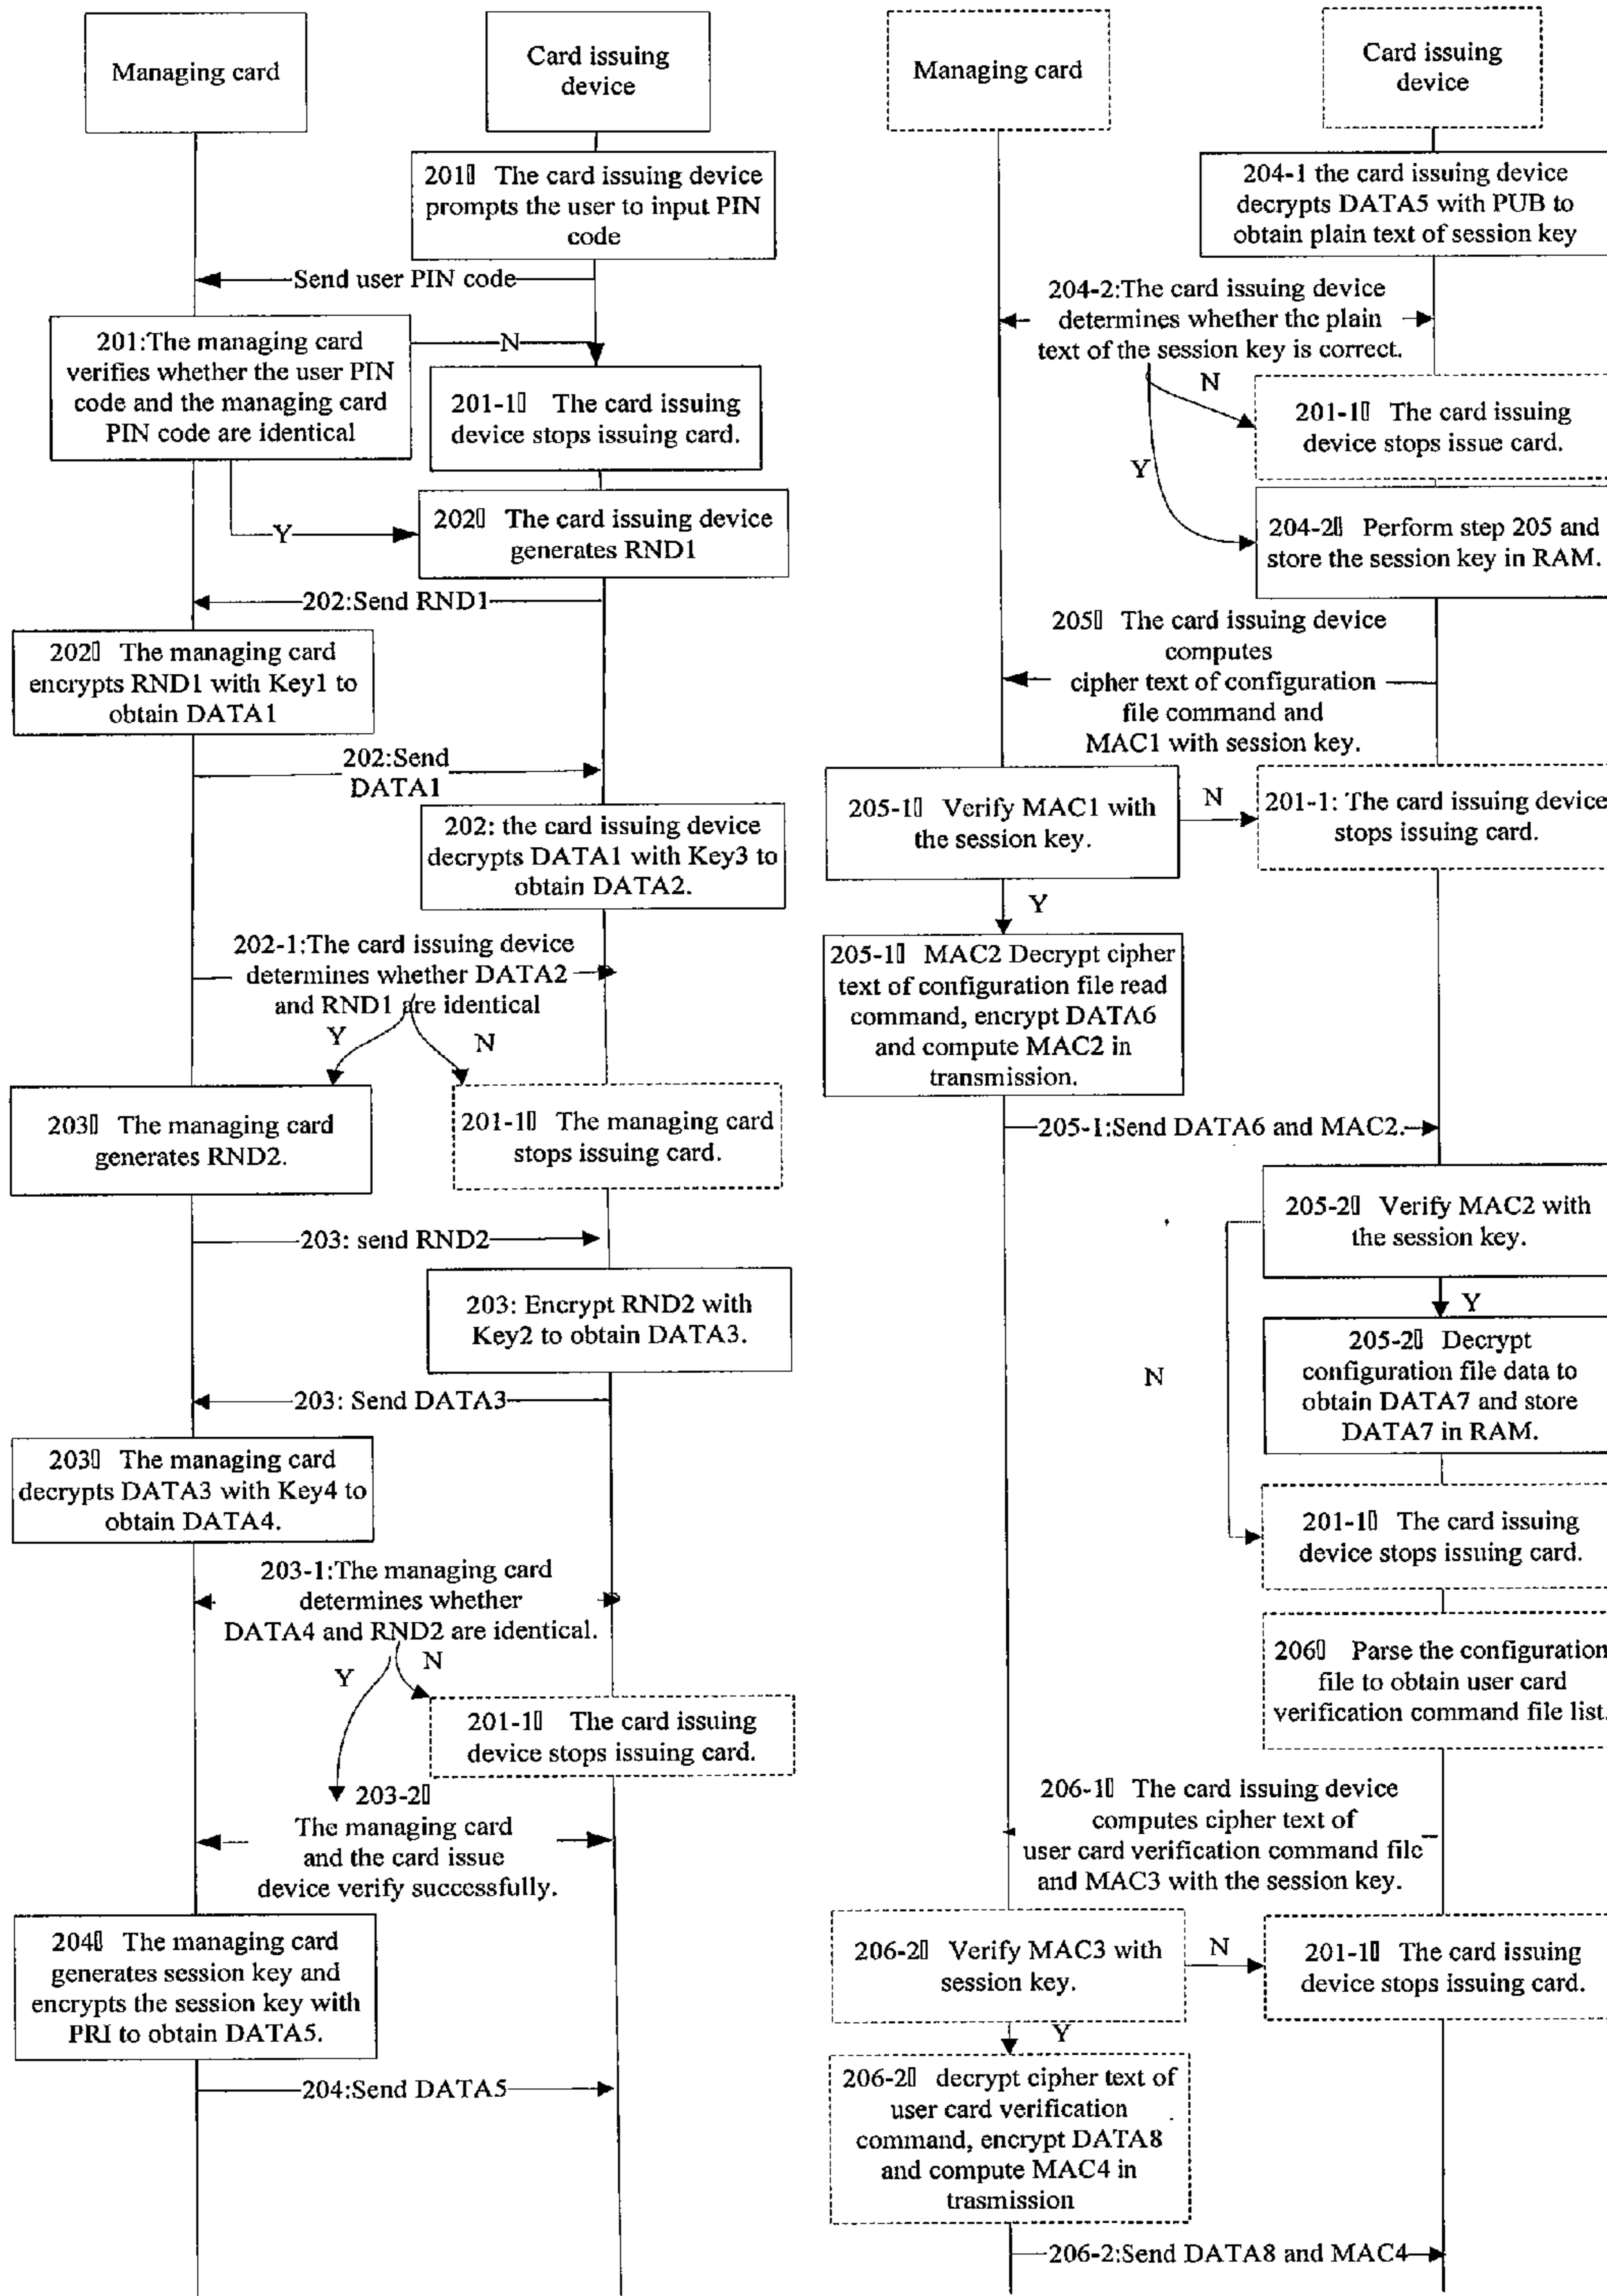 Managing card
Card issuing
device
201▯ The card issuing device
prompts the user to input PIN
code
Send user PIN code
201:The managing card
verifies whether the user PIN
code and the managing card
PIN code are identical
N
201-1▯ The card issuing
device stops issuing card.
Y
202▯ The card issuing device
generates RND1
202:Send RND1
202▯ The managing card
encrypts RND1 with Key1 to
obtain DATA1
202:Send
DATA1
202: the card issuing device
decrypts DATA1 with Key3 to
obtain DATA2.
202-1:The card issuing device
determines whether DATA2
and RND1 are identical
Y
N
203▯ The managing card
generates RND2.
201-1▯ The managing card
stops issuing card.
203: send RND2
203: Encrypt RND2 with
Key2 to obtain DATA3.
203: Send DATA3
203▯ The managing card
decrypts DATA3 with Key4 to
obtain DATA4.
203-1:The managing card
determines whether
DATA4 and RND2 are identical.
Y
N
201-1▯ The card issuing
device stops issuing card.
203-2▯
The managing card
and the card issue
device verify successfully.
204▯ The managing card
generates session key and
encrypts the session key with
PRI to obtain DATA5.
204:Send DATA5
Managing card
Card issuing
device
204-1 the card issuing device
decrypts DATA5 with PUB to
obtain plain text of session key
204-2:The card issuing device
determines whether the plain
text of the session key is correct.
N
201-1▯ The card issuing
device stops issue card.
Y
204-2▯ Perform step 205 and
store the session key in RAM.
205▯ The card issuing device
computes
cipher text of configuration
file command and
MAC1 with session key.
205-1▯ Verify MAC1 with
the session key.
N
201-1: The card issuing device
stops issuing card.
Y
205-1▯ MAC2 Decrypt cipher
text of configuration file read
command, encrypt DATA6
and compute MAC2 in
transmission.
205-1:Send DATA6 and MAC2.
205-2▯ Verify MAC2 with
the session key.
Y
N
205-2▯ Decrypt
configuration file data to
obtain DATA7 and store
DATA7 in RAM.
201-1▯ The card issuing
device stops issuing card.
206▯ Parse the configuration
file to obtain user card
verification command file list.
206-1▯ The card issuing device
computes cipher text of
user card verification command file
and MAC3 with the session key.
206-2▯ Verify MAC3 with
session key.
N
201-1▯ The card issuing
device stops issuing card.
Y
206-2▯ decrypt cipher text of
user card verification
command, encrypt DATA8
and compute MAC4 in
trasmission
206-2:Send DATA8 and MAC4